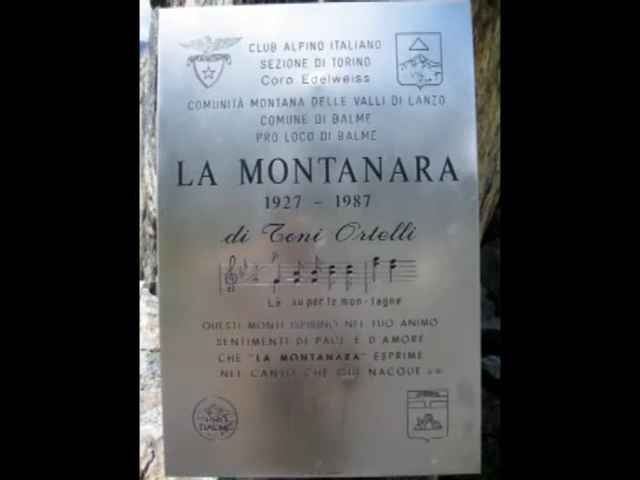 CLUB ALPINO ITALIANO
SEZIONE DI TORINO
Coro Edelweiss
COMUNITÀ MONTANA DELLE VALLI DI LANZO
COMUNE DI BALME
PRO LOCO DI BALME
LA MONTANARA
1927 - 1987
di Toni Ortelli
Là su per le mon-tagne
QUESTI MONTI ISPIRINO NEL TUO ANIMO
SENTIMENTI DI PACE E D'AMORE
CHE "LA MONTANARA" ESPRIME
NEL CANTO CHE QUI NACQUE
BALME